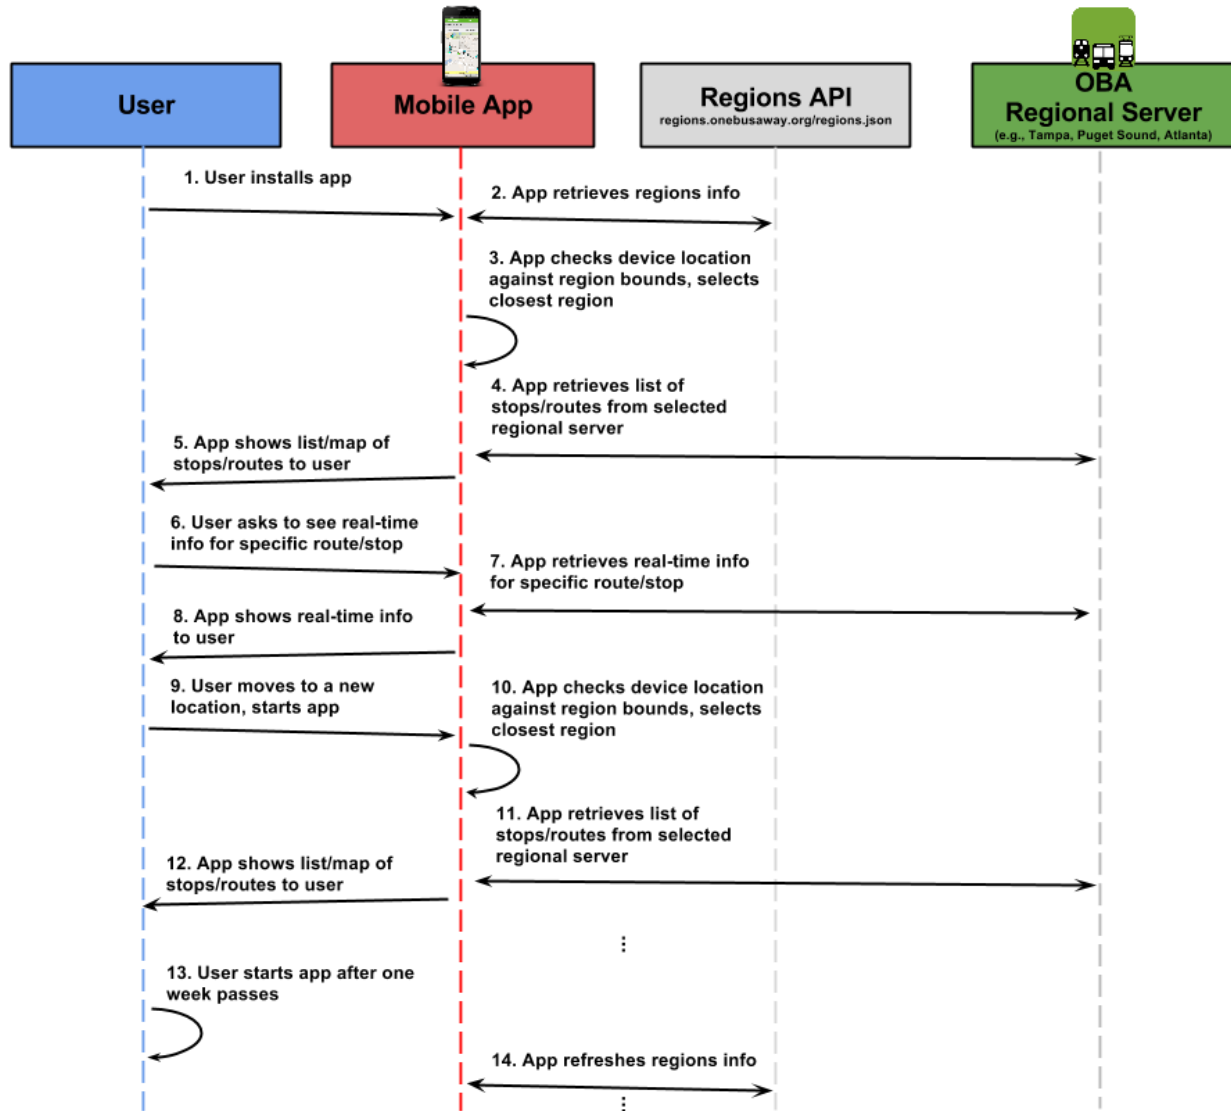 User
Mobile App
Regions API
regions.onebusaway.org/regions.json
OBA
Regional Server
(e.g., Tampa, Puget Sound, Atlanta)
1. User installs app
2. App retrieves regions info
3. App checks device location
against region bounds, selects
closest region
4. App retrieves list of
stops/routes from selected
regional server
5. App shows list/map of
stops/routes to user
6. User asks to see real-time
info for specific route/stop
7. App retrieves real-time info
for specific route/stop
8. App shows real-time info
to user
9. User moves to a new
location, starts app
10. App checks device location
against region bounds, selects
closest region
11. App retrieves list of
stops/routes from selected
regional server
12. App shows list/map of
stops/routes to user
⋮
13. User starts app after one
week passes
14. App refreshes regions info
⋮